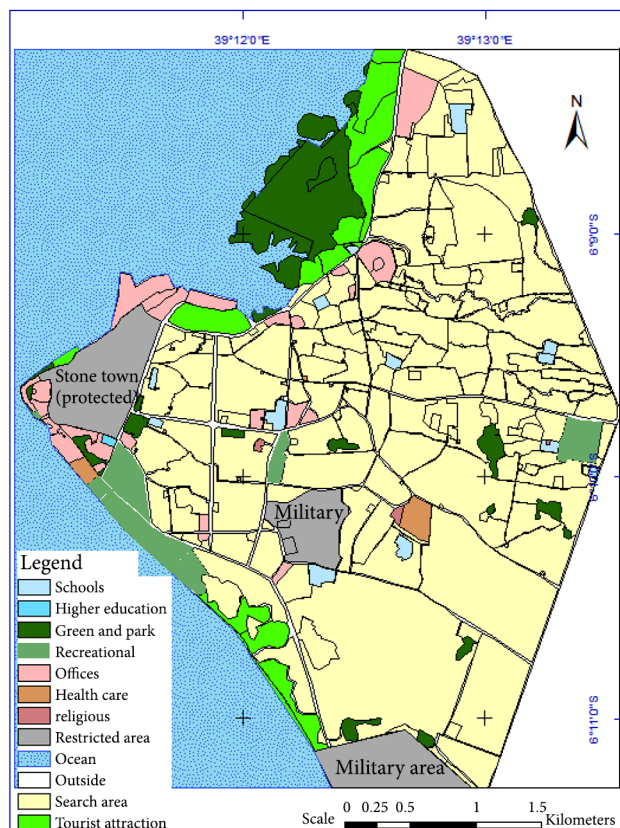 39°12'0"E
39°13'0"E
N
6°9'0"S
Stone town
(protected)
6°10'0"S
Military
Legend
Schools
Higher education
Green and park
Recreational
Offices
Health care
religious
Restricted area
Ocean
Outside
Search area
Tourist attraction
6°11'0"S
Military area
Scale
0 0.25 0.5 1 1.5
Kilometers